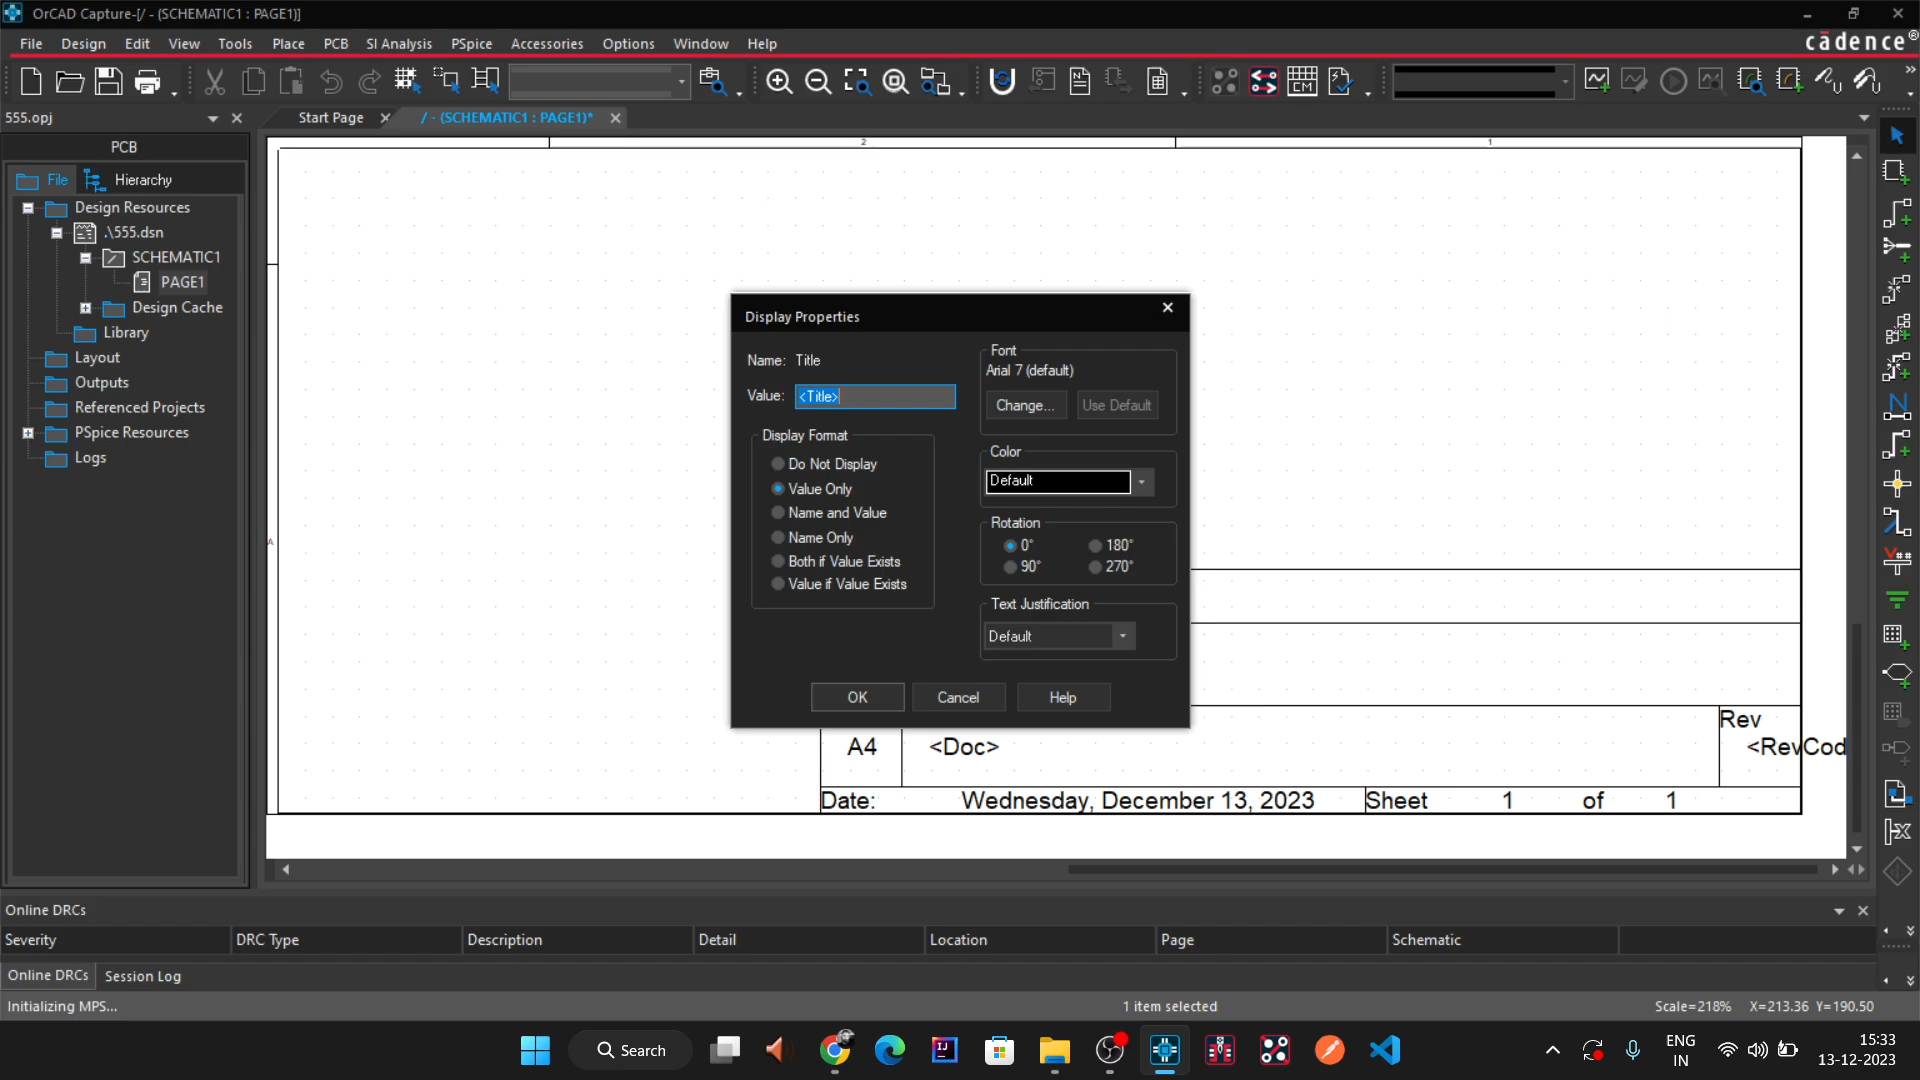 OrCAD Capture-[/ - (SCHEMATIC1 : PAGE1)]
File Design Edit View Tools Place PCB SI Analysis PSpice Accessories Options Window Help
cādence®
555.opj
Start Page
/ - (SCHEMATIC1 : PAGE1)*
PCB
File
Hierarchy
Design Resources
.\555.dsn
SCHEMATIC1
PAGE1
Design Cache
Library
Layout
Outputs
Referenced Projects
PSpice Resources
Logs
2
1
A
Display Properties
Name: Title
Value: <Title>
Display Format
Do Not Display
Value Only
Name and Value
Name Only
Both if Value Exists
Value if Value Exists
Font
Arial 7 (default)
Change...
Use Default
Color
Default
Rotation
0° 180°
90° 270°
Text Justification
Default
OK
Cancel
Help
A4
<Doc>
Rev
<RevCod
Date: Wednesday, December 13, 2023
Sheet 1 of 1
Online DRCs
Severity DRC Type Description Detail Location Page Schematic
Online DRCs Session Log
Initializing MPS...
1 item selected
Scale=218% X=213.36 Y=190.50
Search
ENG
IN
15:33
13-12-2023